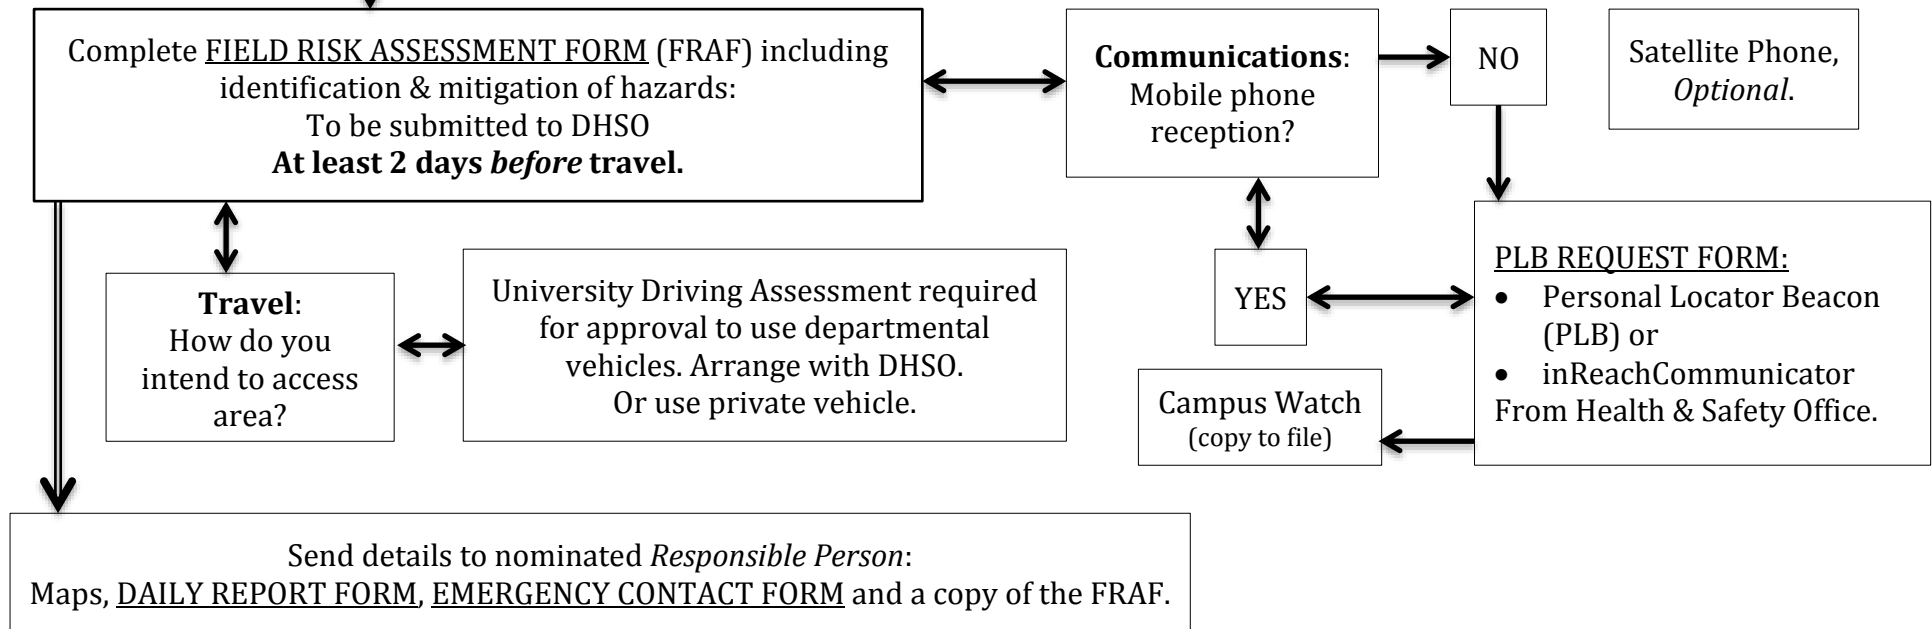 Complete FIELD RISK ASSESSMENT FORM (FRAF) including
identification & mitigation of hazards:
To be submitted to DHSO
At least 2 days before travel.
Communications:
Mobile phone
reception?
NO
Satellite Phone,
Optional.
Travel:
How do you
intend to access
area?
University Driving Assessment required
for approval to use departmental
vehicles. Arrange with DHSO.
Or use private vehicle.
YES
PLB REQUEST FORM:
• Personal Locator Beacon
(PLB) or
• inReachCommunicator
From Health & Safety Office.
Campus Watch
(copy to file)
Send details to nominated Responsible Person:
Maps, DAILY REPORT FORM, EMERGENCY CONTACT FORM and a copy of the FRAF.